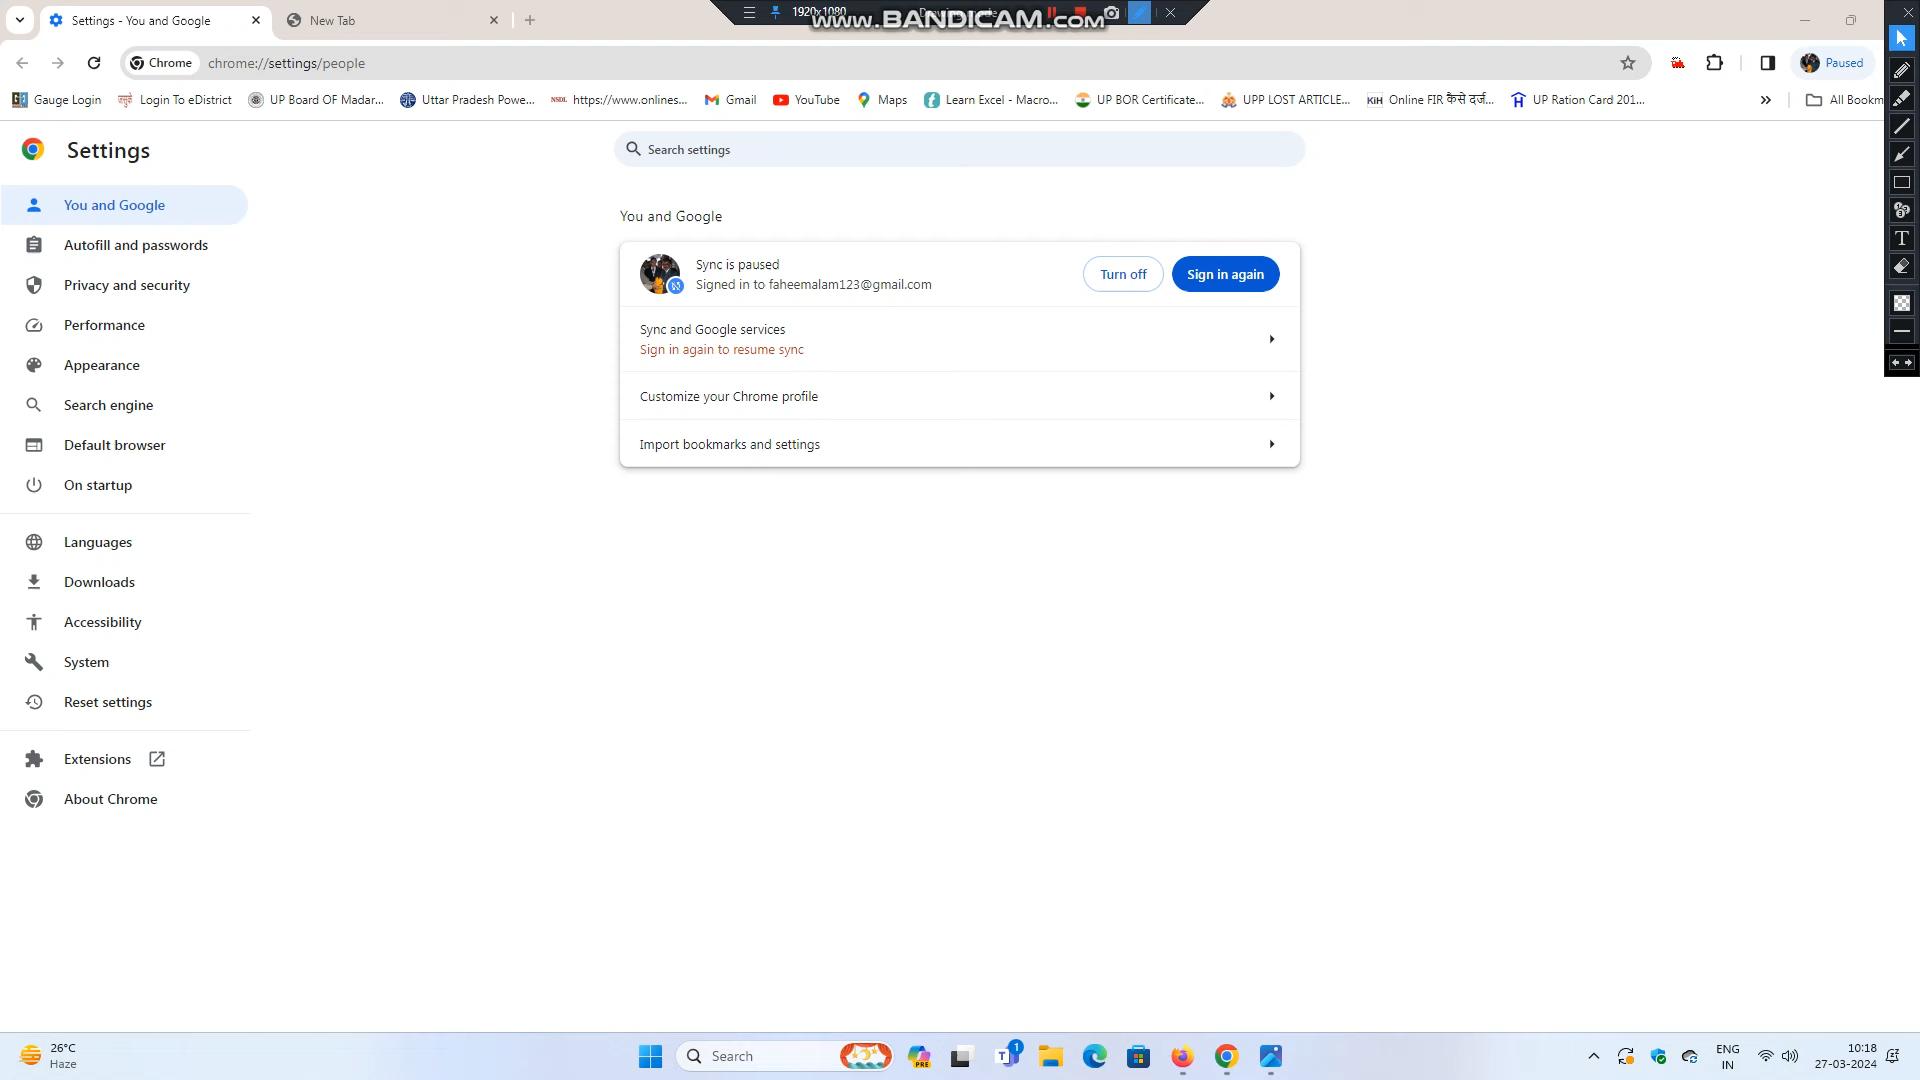 Settings - You and Google
New Tab
1920x1080
www.BANDICAM.com
Chrome
chrome://settings/people
Paused
Gauge Login
Login To eDistrict
UP Board OF Madar...
Uttar Pradesh Powe...
NSDL
https://www.onlines...
Gmail
YouTube
Maps
Learn Excel - Macro...
UP BOR Certificate...
UPP LOST ARTICLE...
KIH
Online FIR कैसे दर्ज...
UP Ration Card 201...
»
All Bookm
Settings
Search settings
You and Google
Autofill and passwords
Privacy and security
Performance
Appearance
Search engine
Default browser
On startup
Languages
Downloads
Accessibility
System
Reset settings
Extensions
About Chrome
You and Google
Sync is paused
Signed in to faheemalam123@gmail.com
Turn off
Sign in again
Sync and Google services
Sign in again to resume sync
Customize your Chrome profile
Import bookmarks and settings
T
26°C
Haze
Search
PRE
T
1
ENG
IN
10:18
27-03-2024